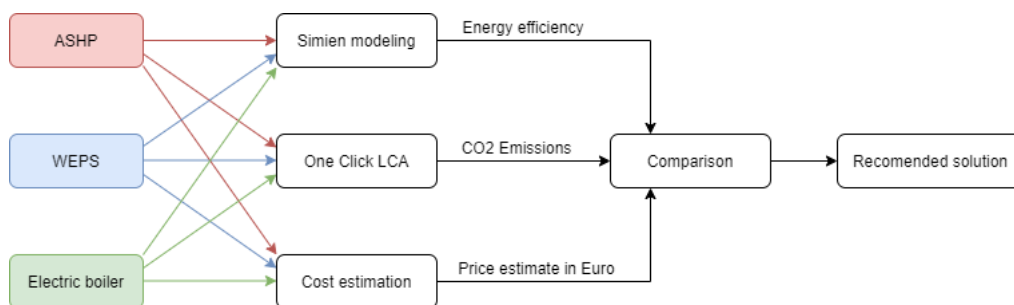 ASHP
Simien modeling
Energy efficiency
WEPS
One Click LCA
CO2 Emissions
Comparison
Recomended solution
Electric boiler
Cost estimation
Price estimate in Euro